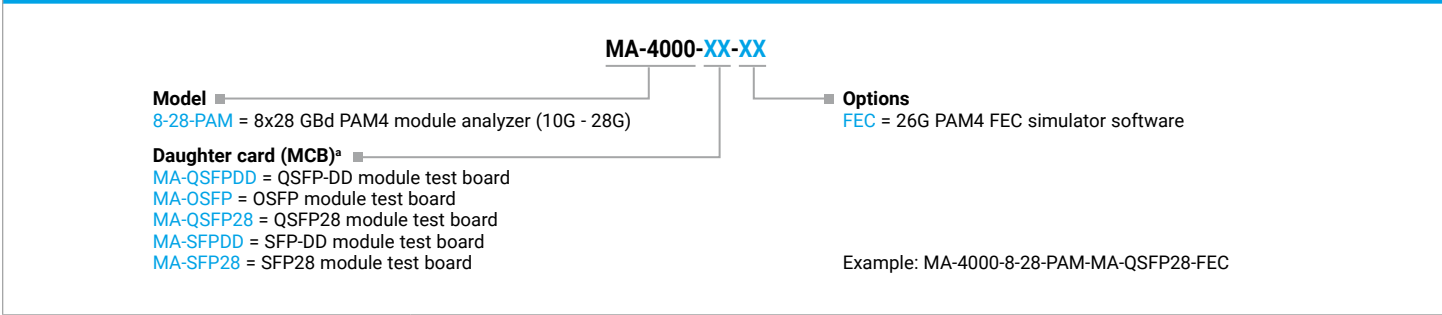 MA-4000-XX-XX
Model
8-28-PAM = 8x28 GBd PAM4 module analyzer (10G - 28G)
Daughter card (MCB)ᵃ
MA-QSFPDD = QSFP-DD module test board
MA-OSFP = OSFP module test board
MA-QSFP28 = QSFP28 module test board
MA-SFPDD = SFP-DD module test board
MA-SFP28 = SFP28 module test board
Options
FEC = 26G PAM4 FEC simulator software
Example: MA-4000-8-28-PAM-MA-QSFP28-FEC